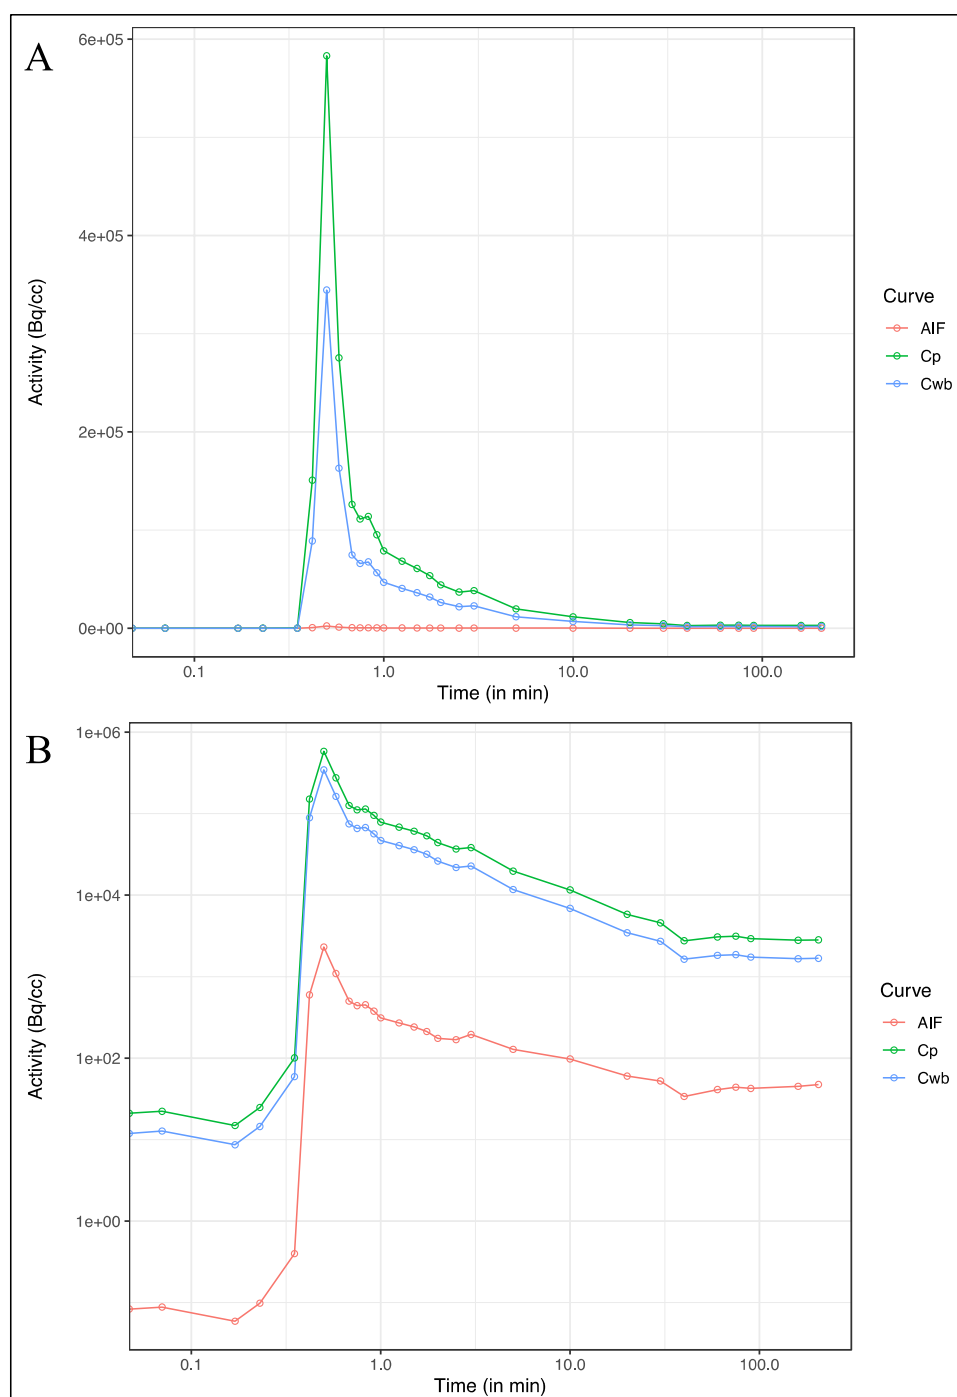 A
6e+05
4e+05
2e+05
0e+00
Activity (Bq/cc)
0.1 1.0 10.0 100.0
Time (in min)
Curve
AIF
Cp
Cwb
B
1e+06
1e+04
1e+02
1e+00
Activity (Bq/cc)
0.1 1.0 10.0 100.0
Time (in min)
Curve
AIF
Cp
Cwb